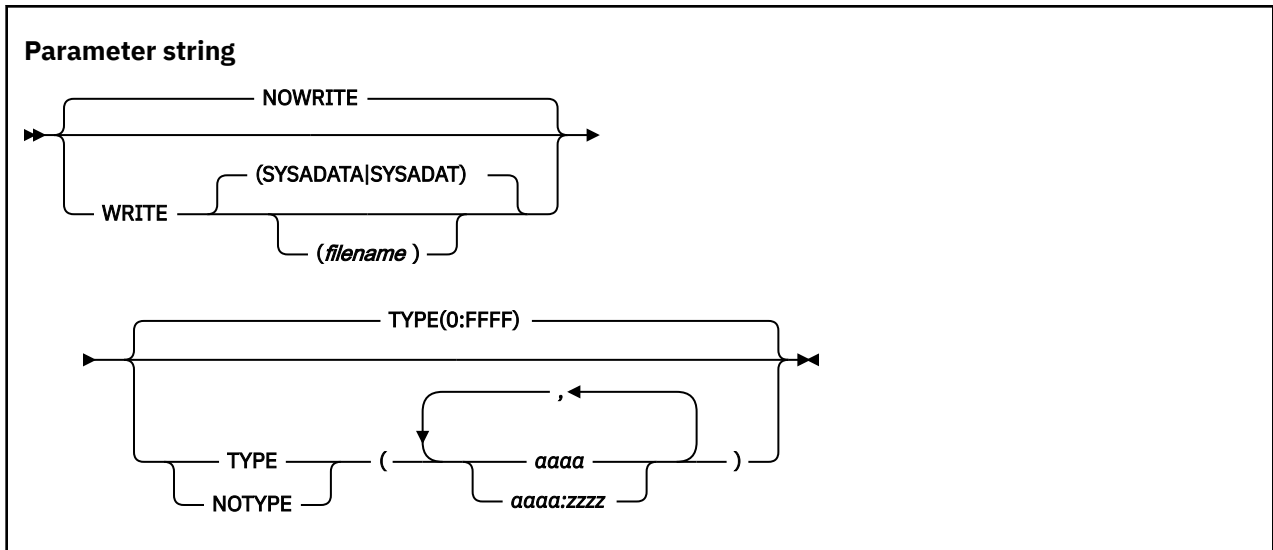 Parameter string
NOWRITE
(SYSADATA|SYSADAT)
WRITE
(filename )
TYPE(0:FFFF)
,
TYPE ( aaaa )
NOTYPE aaaa:zzzz